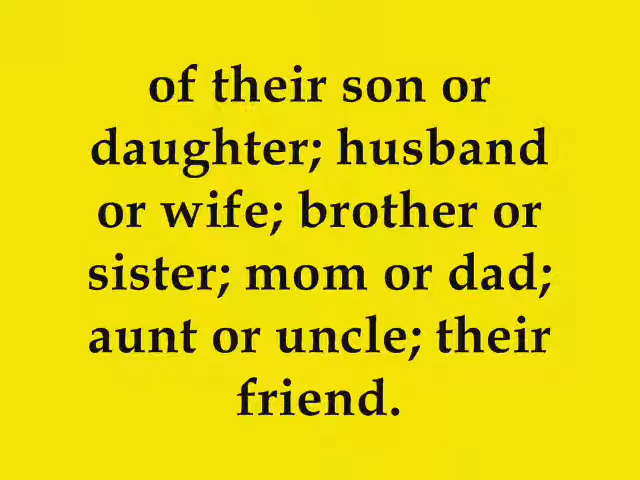 of their son or
daughter; husband
or wife; brother or
sister; mom or dad;
aunt or uncle; their
friend.